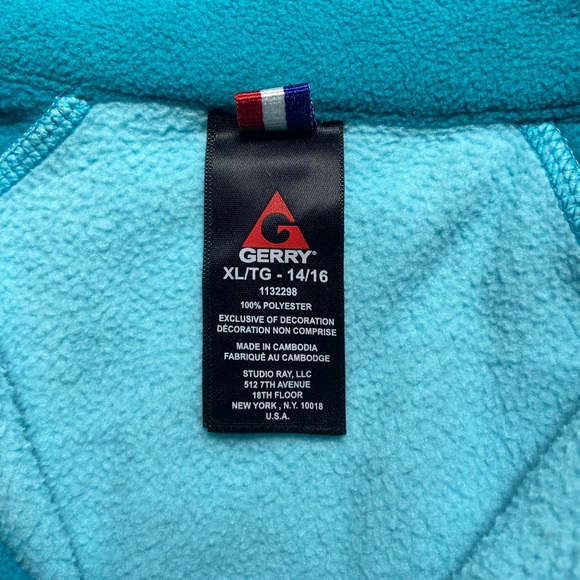 GERRY
XL/TG - 14/16
1132298
100% POLYESTER
EXCLUSIVE OF DECORATION
DÉCORATION NON COMPRISE
MADE IN CAMBODIA
FABRIQUÉ AU CAMBODGE
STUDIO RAY, LLC
512 7TH AVENUE
18TH FLOOR
NEW YORK , N.Y. 10018
U.S.A.